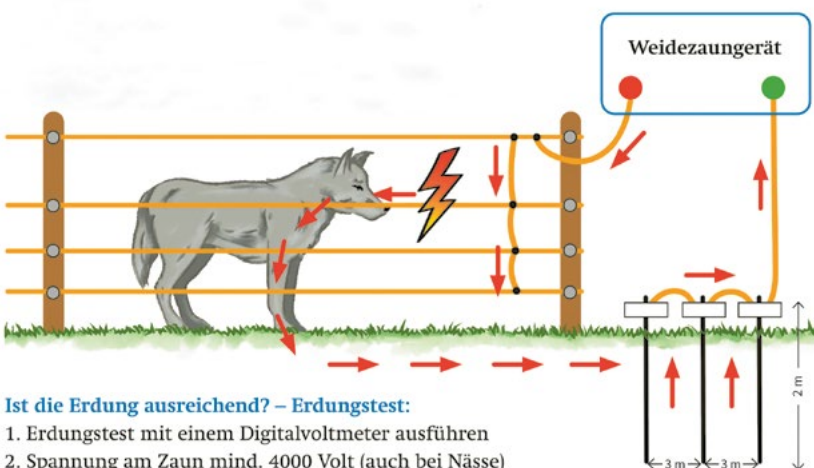 Weidezaungerät
2 m
3 m 3 m
Ist die Erdung ausreichend? – Erdungstest:
1. Erdungstest mit einem Digitalvoltmeter ausführen
2. Spannung am Zaun mind. 4000 Volt (auch bei Nässe)